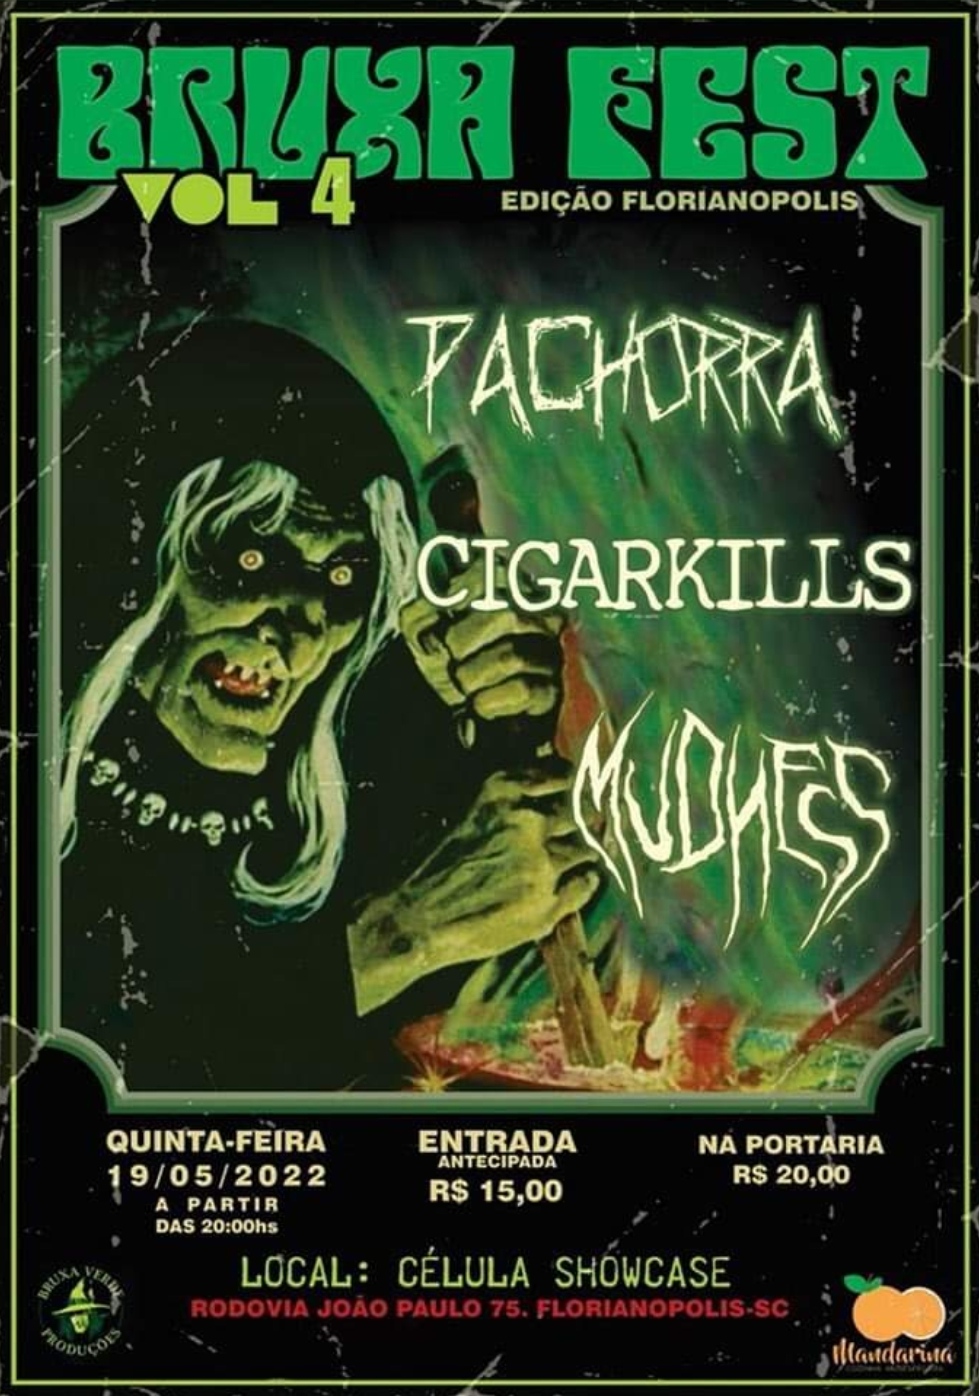 BRUXA FEST
VOL 4
EDIÇÃO FLORIANOPOLIS
PACHORRA
CIGARKILLS
MUDNESS
QUINTA-FEIRA
19/05/2022
A PARTIR
DAS 20:00hs
ENTRADA
ANTECIPADA
R$ 15,00
NA PORTARIA
R$ 20,00
LOCAL: CÉLULA SHOWCASE
RODOVIA JOÃO PAULO 75. FLORIANOPOLIS-SC
BRUXA VERDE
PRODUÇÕES
Mandarina